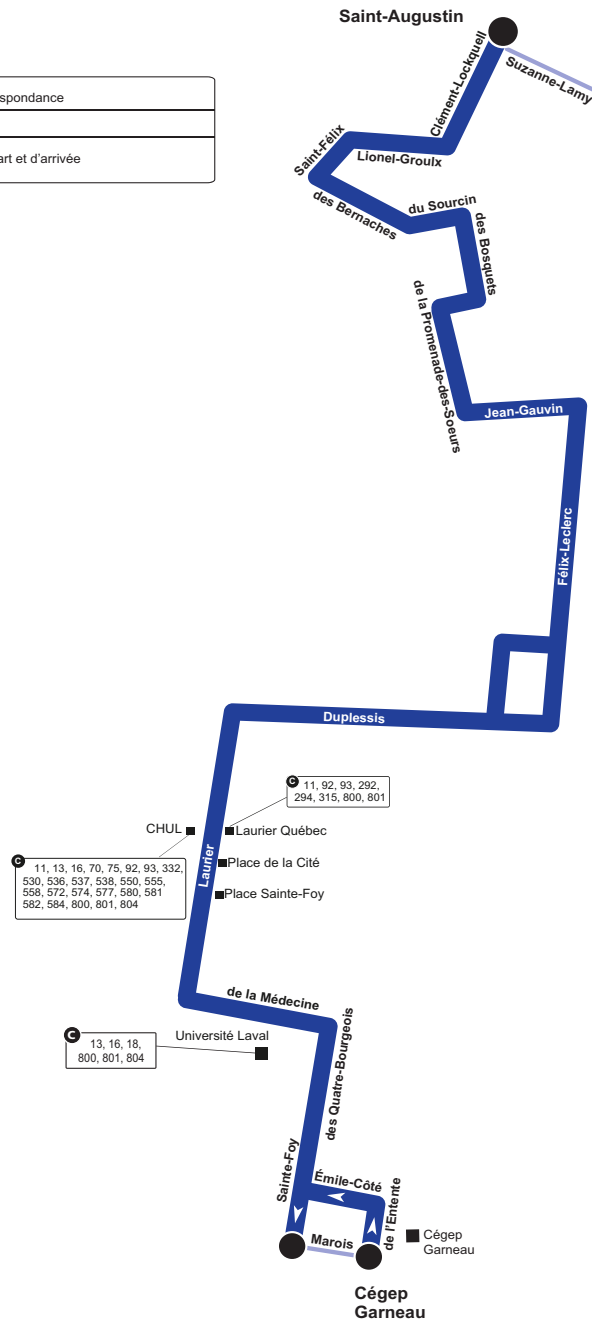 Saint-Augustin
Clément-Lockquell
Suzanne-Lamy
spondance
art et d'arrivée
Saint-Félix
Lionel-Groulx
des Bernaches
du Sourcin
des Bosquets
de la Promenade-des-Soeurs
Jean-Gauvin
Félix-Leclerc
Duplessis
C 11, 92, 93, 292,
294, 315, 800, 801
CHUL
Laurier Québec
Laurier
Place de la Cité
C 11, 13, 16, 70, 75, 92, 93, 332,
530, 536, 537, 538, 550, 555,
558, 572, 574, 577, 580, 581
582, 584, 800, 801, 804
Place Sainte-Foy
de la Médecine
C 13, 16, 18,
800, 801, 804
Université Laval
des Quatre-Bourgeois
Sainte-Foy
Émile-Côté
de l'Entente
Marois
Cégep
Garneau
Cégep
Garneau